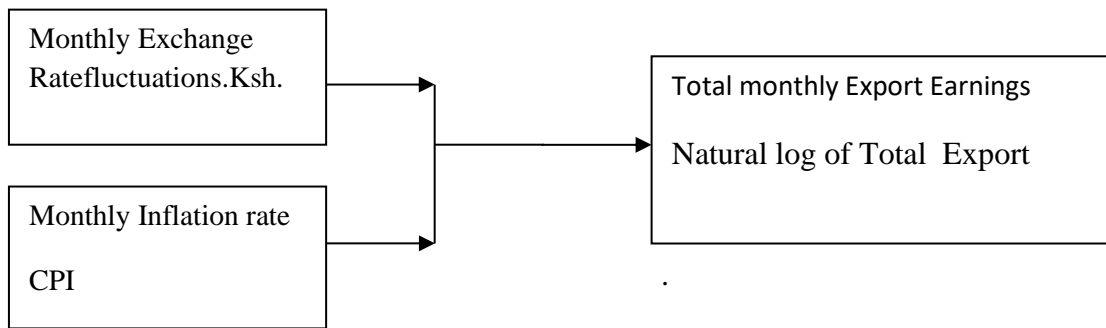 Monthly Exchange
Ratefluctuations.Ksh.
Monthly Inflation rate
CPI
Total monthly Export Earnings
Natural log of Total Export
.